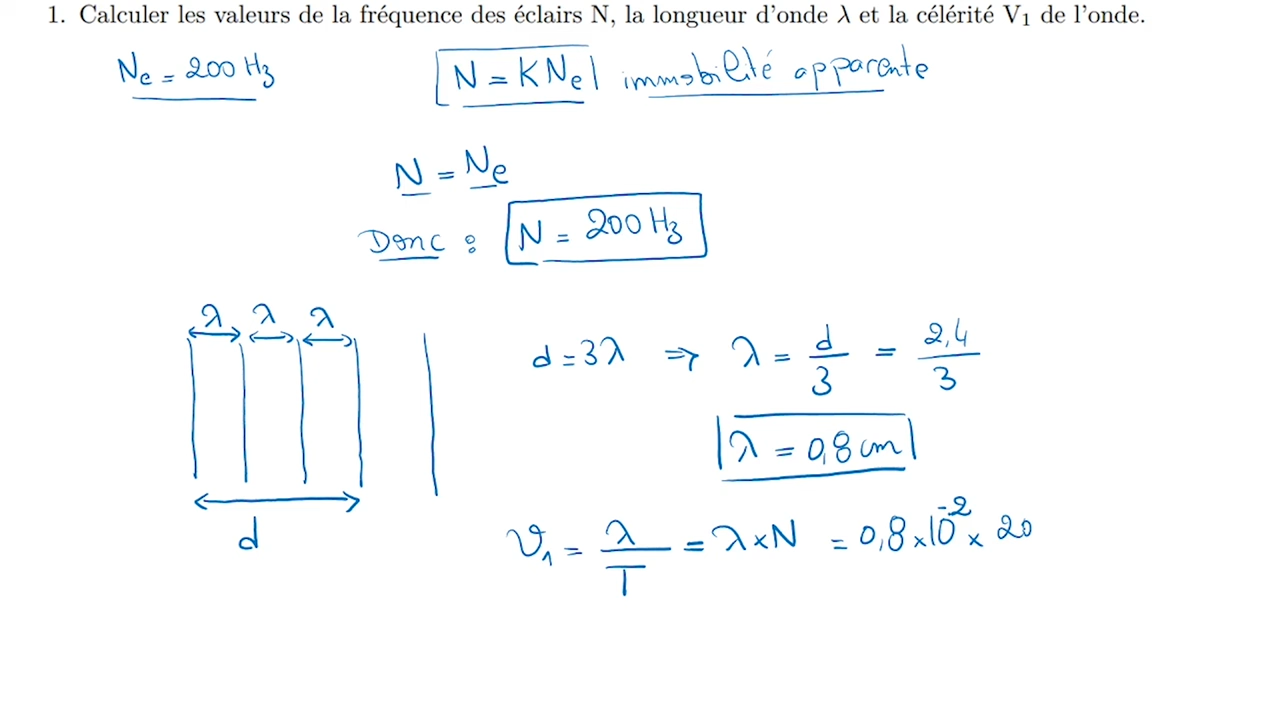 1. Calculer les valeurs de la fréquence des éclairs N, la longueur d'onde λ et la célérité V₁ de l'onde.
Ne = 200 Hz
N = KNe immobilité apparente
N = Ne
Donc : N = 200 Hz
λ λ λ
d = 3λ ⇒ λ = d/3 = 2,4/3
λ = 0,8 cm
d
V₁ = λ/T = λ×N = 0,8×10⁻² × 20